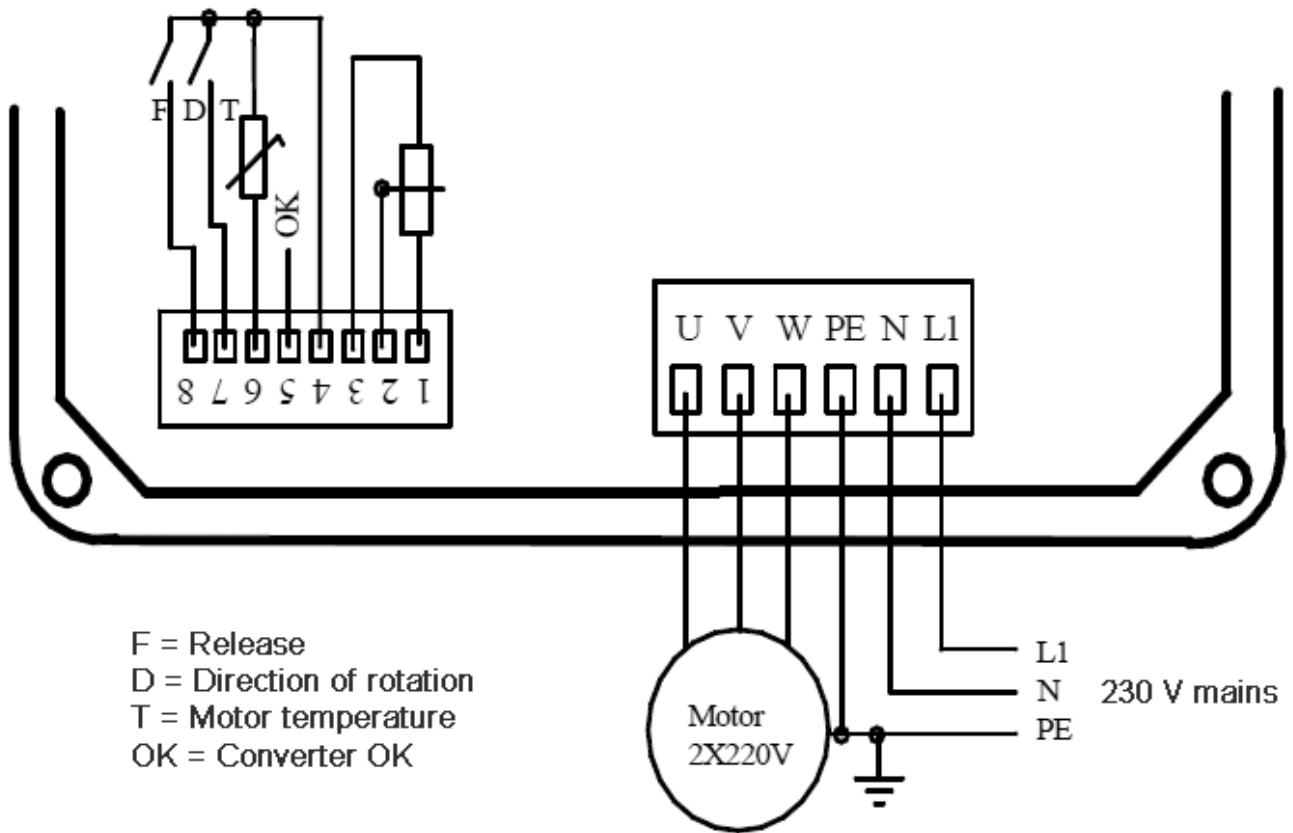 F D T
OK
8 7 6 5 4 3 2 1
U V W PE N L1
F = Release
D = Direction of rotation
T = Motor temperature
OK = Converter OK
Motor
2X220V
L1
N 230 V mains
PE